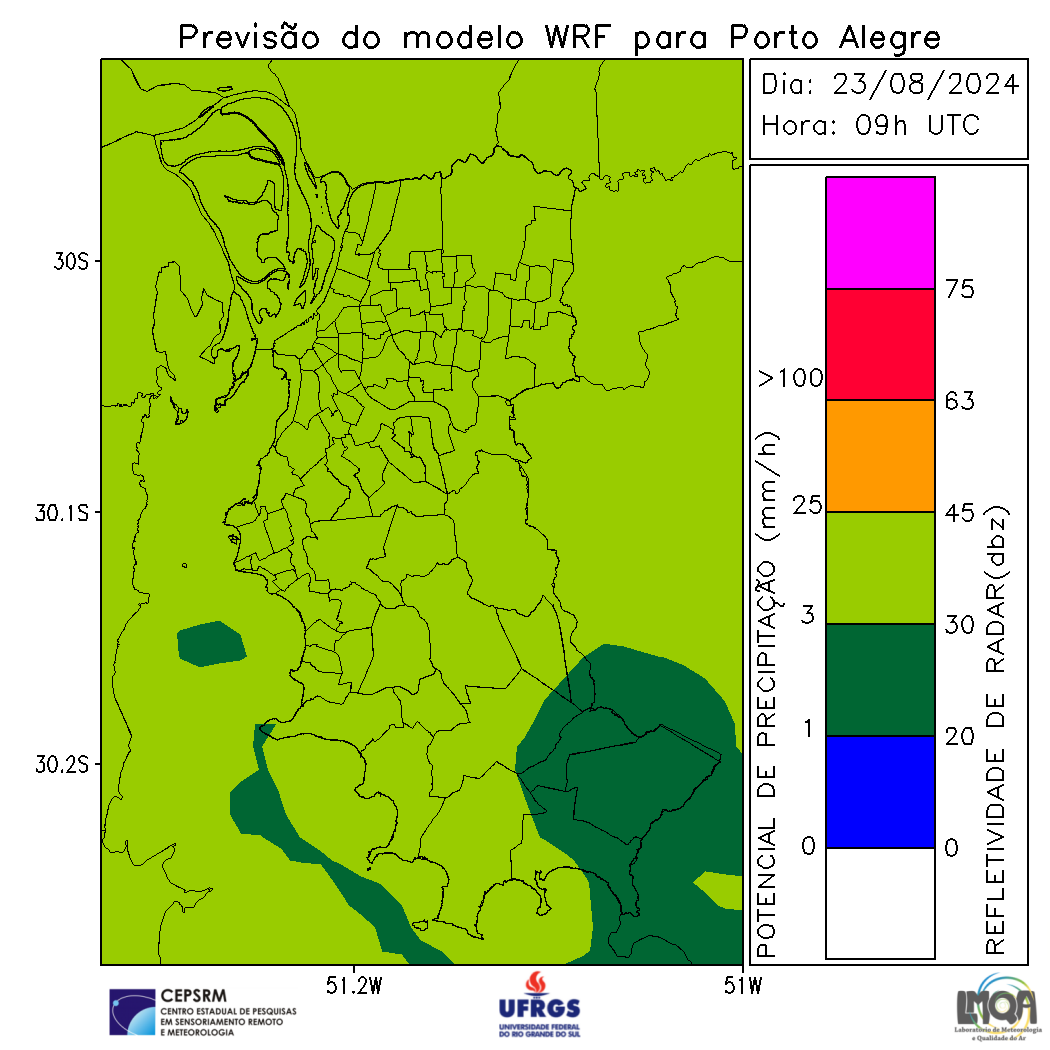 Previsão do modelo WRF para Porto Alegre
Dia: 23/08/2024
Hora: 09h UTC
30S
30.1S
30.2S
51.2W
51W
POTENCIAL DE PRECIPITAÇÃO (mm/h)
>100
25
3
1
0
75
63
45
30
20
0
REFLETIVIDADE DE RADAR(dbz)
CEPSRM
CENTRO ESTADUAL DE PESQUISAS
EM SENSORIAMENTO REMOTO
E METEOROLOGIA
UFRGS
UNIVERSIDADE FEDERAL
DO RIO GRANDE DO SUL
LMQA
Laboratório de Meteorologia
e Qualidade do Ar